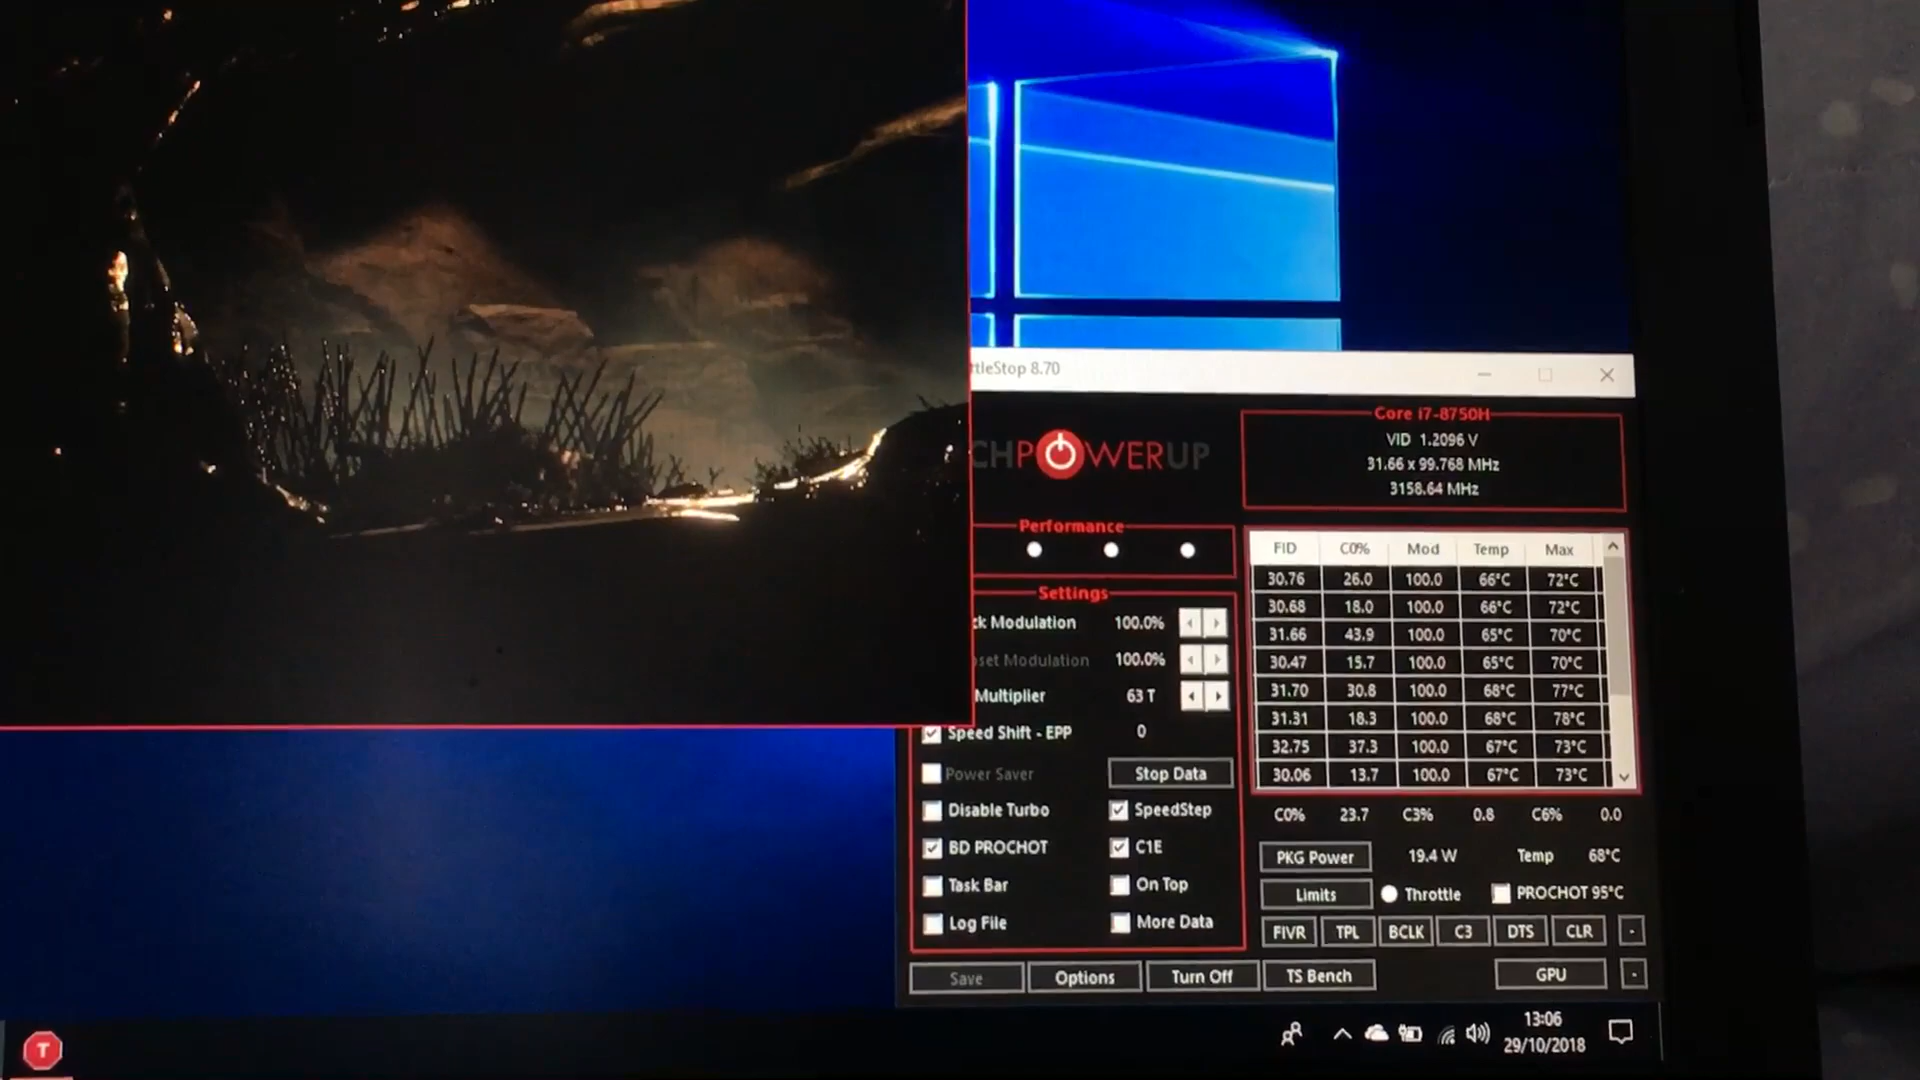 ttleStop 8.70
CHPOWERUP
Core i7-8750H
VID 1.2096 V
31.66 x 99.768 MHz
3158.64 MHz
Performance
Settings
ck Modulation 100.0%
set Modulation 100.0%
Multiplier 63 T
Speed Shift - EPP 0
Power Saver Stop Data
Disable Turbo SpeedStep
BD PROCHOT C1E
Task Bar On Top
Log File More Data
FID C0% Mod Temp Max
30.76 26.0 100.0 66°C 72°C
30.68 18.0 100.0 66°C 72°C
31.66 43.9 100.0 65°C 70°C
30.47 15.7 100.0 65°C 70°C
31.70 30.8 100.0 68°C 77°C
31.31 18.3 100.0 68°C 78°C
32.75 37.3 100.0 67°C 73°C
30.06 13.7 100.0 67°C 73°C
C0% 23.7 C3% 0.8 C6% 0.0
PKG Power 19.4 W Temp 68°C
Limits Throttle PROCHOT 95°C
FIVR TPL BCLK C3 DTS CLR -
Save Options Turn Off TS Bench GPU -
T
13:06
29/10/2018